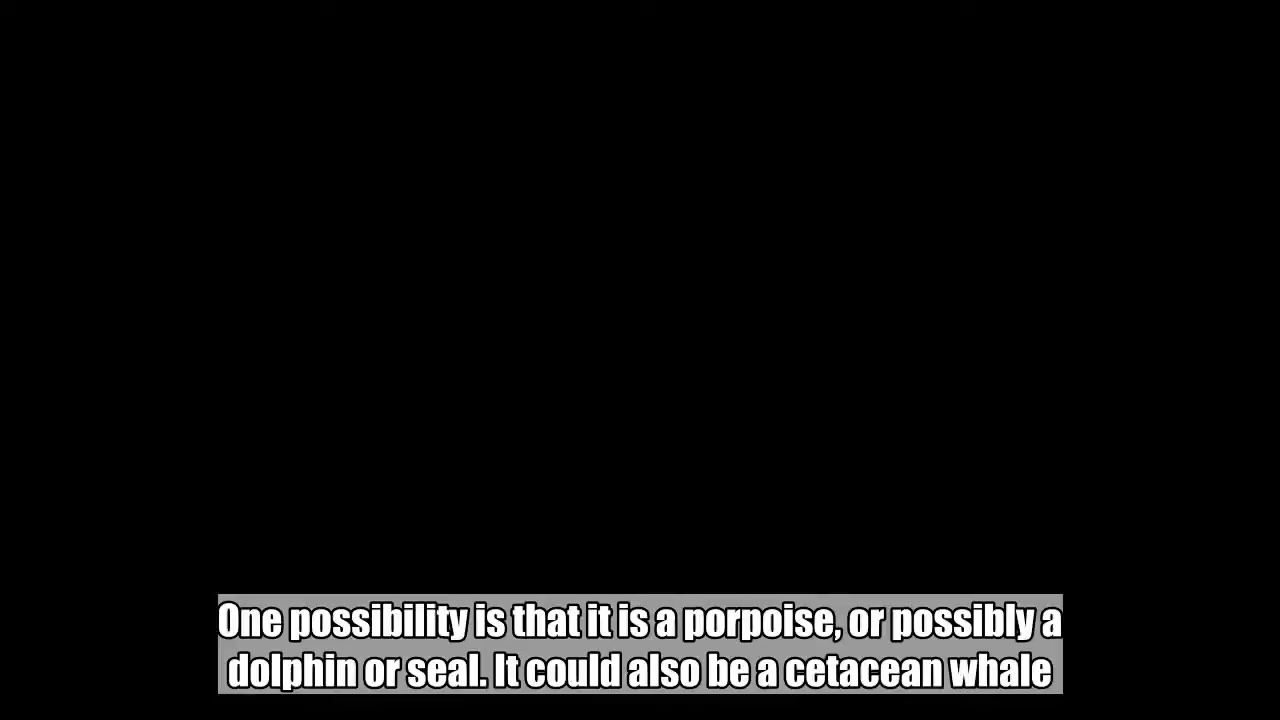 One possibility is that it is a porpoise, or possibly a
dolphin or seal. It could also be a cetacean whale